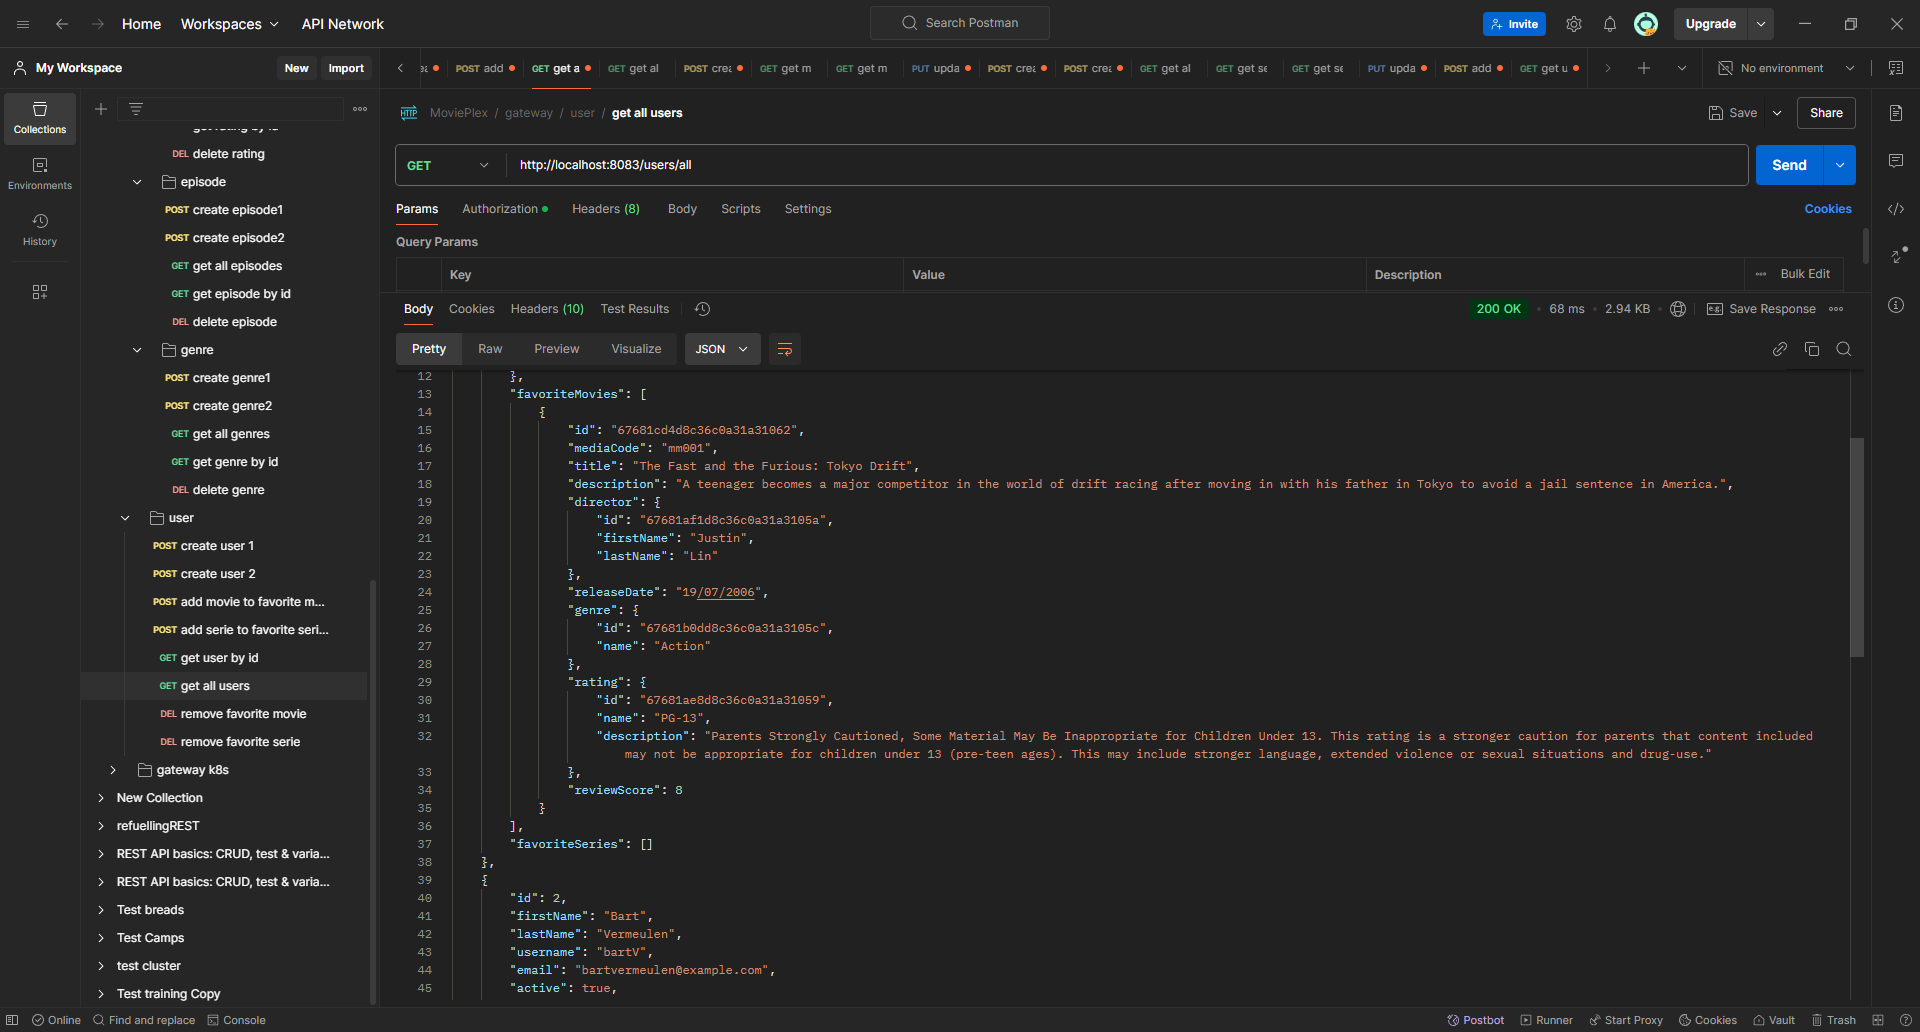 Home Workspaces API Network Search Postman Invite Upgrade
My Workspace New Import
POST add GET get a GET get al POST crea GET get m GET get m PUT upda POST crea POST crea GET get al GET get se GET get se PUT upda POST add GET get u No environment
Collections
Environments
History
DEL delete rating
episode
POST create episode1
POST create episode2
GET get all episodes
GET get episode by id
DEL delete episode
genre
POST create genre1
POST create genre2
GET get all genres
GET get genre by id
DEL delete genre
user
POST create user 1
POST create user 2
POST add movie to favorite m...
POST add serie to favorite seri...
GET get user by id
GET get all users
DEL remove favorite movie
DEL remove favorite serie
gateway k8s
New Collection
refuellingREST
REST API basics: CRUD, test & varia...
REST API basics: CRUD, test & varia...
Test breads
Test Camps
test cluster
Test training Copy
HTTP MoviePlex / gateway / user / get all users Save Share
GET http://localhost:8083/users/all Send
Params Authorization Headers (8) Body Scripts Settings Cookies
Query Params
Key Value Description Bulk Edit
Body Cookies Headers (10) Test Results 200 OK 68 ms 2.94 KB e.g. Save Response
Pretty Raw Preview Visualize JSON
12 },
13 "favoriteMovies": [
14 {
15 "id": "67681cd4d8c36c0a31a31062",
16 "mediaCode": "mm001",
17 "title": "The Fast and the Furious: Tokyo Drift",
18 "description": "A teenager becomes a major competitor in the world of drift racing after moving in with his father in Tokyo to avoid a jail sentence in America.",
19 "director": {
20 "id": "67681af1d8c36c0a31a3105a",
21 "firstName": "Justin",
22 "lastName": "Lin"
23 },
24 "releaseDate": "19/07/2006",
25 "genre": {
26 "id": "67681b0dd8c36c0a31a3105c",
27 "name": "Action"
28 },
29 "rating": {
30 "id": "67681ae8d8c36c0a31a31059",
31 "name": "PG-13",
32 "description": "Parents Strongly Cautioned, Some Material May Be Inappropriate for Children Under 13. This rating is a stronger caution for parents that content included
may not be appropriate for children under 13 (pre-teen ages). This may include stronger language, extended violence or sexual situations and drug-use."
33 },
34 "reviewScore": 8
35 }
36 ],
37 "favoriteSeries": []
38 },
39 {
40 "id": 2,
41 "firstName": "Bart",
42 "lastName": "Vermeulen",
43 "username": "bartV",
44 "email": "bartvermeulen@example.com",
45 "active": true,
Online Find and replace Console Postbot Runner Start Proxy Cookies Vault Trash